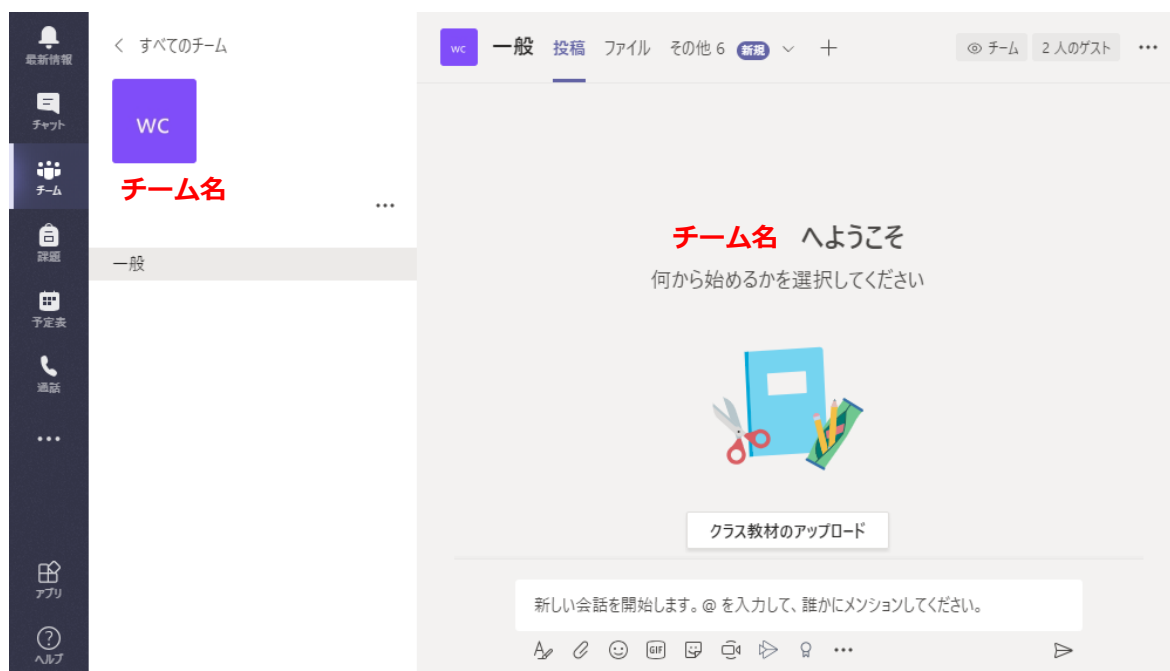 最新情報
チャット
チーム
課題
予定表
通話
アプリ
ヘルプ
すべてのチーム
WC
チーム名
一般
wc 一般 投稿 ファイル その他 6 新規 チーム 2 人のゲスト
チーム名 へようこそ
何から始めるかを選択してください
クラス教材のアップロード
新しい会話を開始します。@ を入力して、誰かにメンションしてください。
GIF